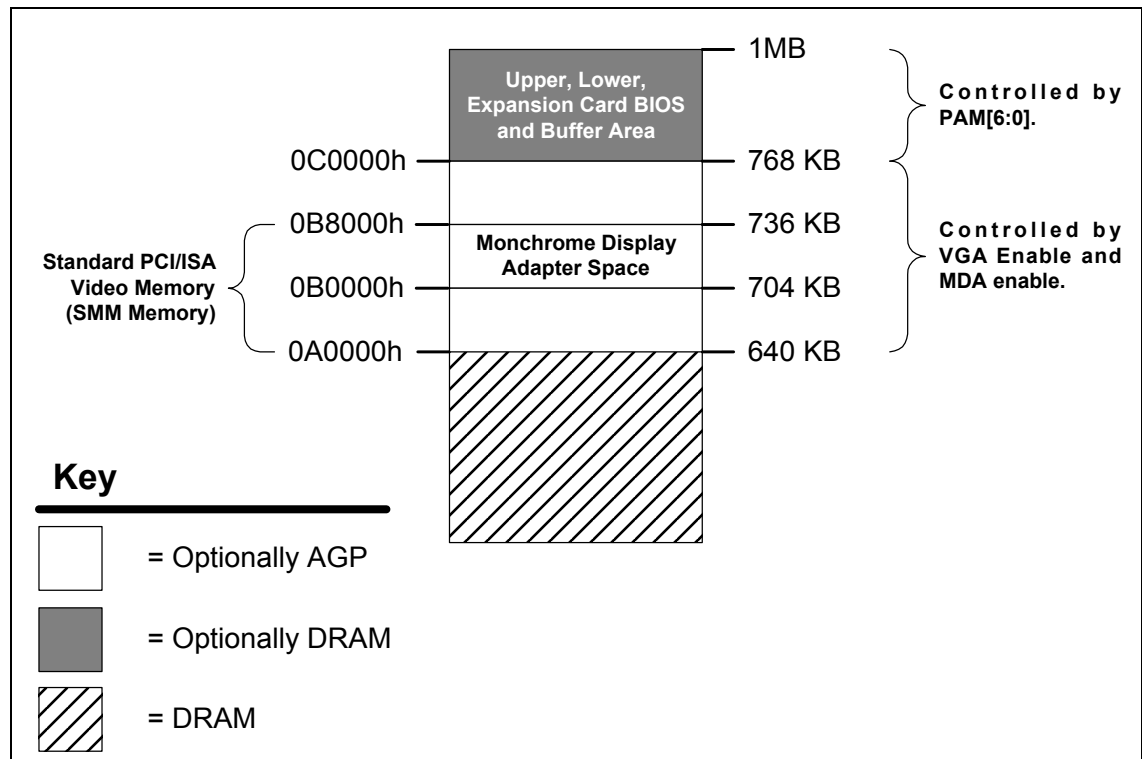 1MB
Upper, Lower,
Expansion Card BIOS
and Buffer Area
Controlled by
PAM[6:0].
0C0000h
768 KB
0B8000h
736 KB
Monchrome Display
Adapter Space
Controlled by
VGA Enable and
MDA enable.
Standard PCI/ISA
Video Memory
(SMM Memory)
0B0000h
704 KB
0A0000h
640 KB
Key
= Optionally AGP
= Optionally DRAM
= DRAM